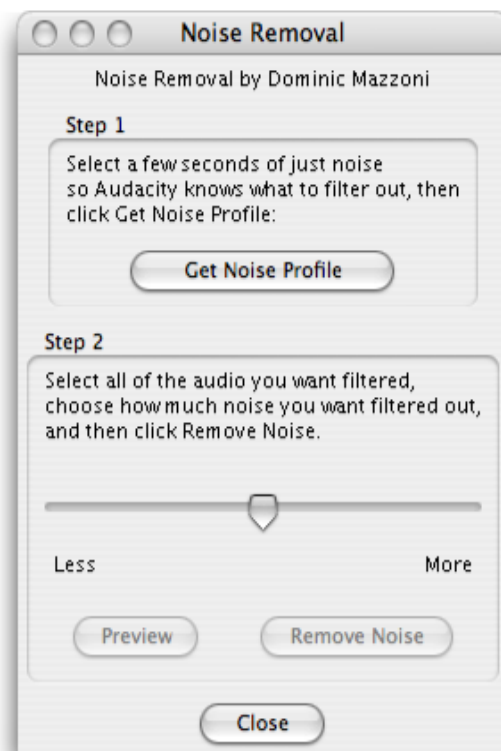 Noise Removal
Noise Removal by Dominic Mazzoni
Step 1
Select a few seconds of just noise
so Audacity knows what to filter out, then
click Get Noise Profile:
Get Noise Profile
Step 2
Select all of the audio you want filtered,
choose how much noise you want filtered out,
and then click Remove Noise.
Less More
Preview Remove Noise
Close